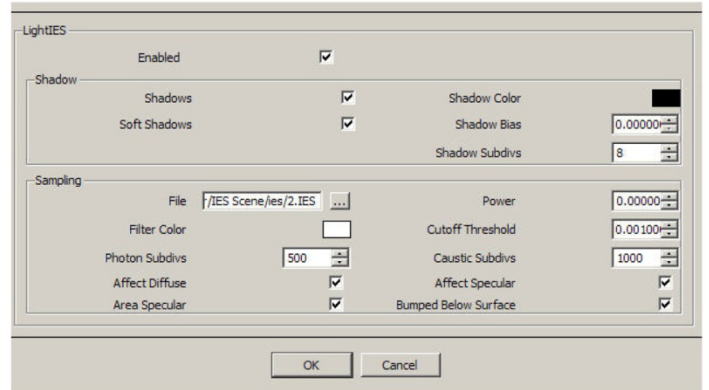 LightIES
Enabled
Shadow
Shadows Shadow Color
Soft Shadows Shadow Bias 0.00000
Shadow Subdivs 8
Sampling
File r/IES Scene/ies/2.IES ... Power 0.00000
Filter Color Cutoff Threshold 0.00100
Photon Subdivs 500 Caustic Subdivs 1000
Affect Diffuse Affect Specular
Area Specular Bumped Below Surface
OK Cancel